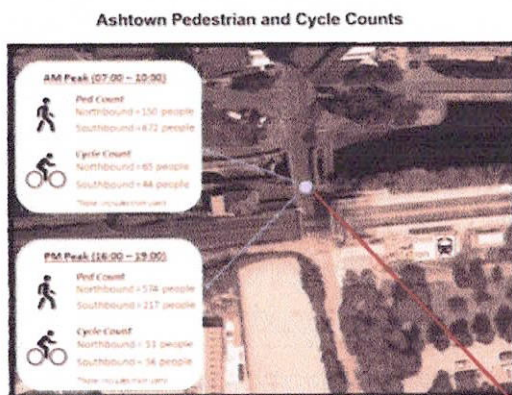 Ashtown Pedestrian and Cycle Counts
AM Peak (07:00 – 10:00)
Ped Count
Northbound = 150 people
Southbound = 672 people
Cycle Count
Northbound = 65 people
Southbound = 44 people
PM Peak (16:00 – 19:00)
Ped Count
Northbound = 574 people
Southbound = 217 people
Cycle Count
Northbound = 51 people
Southbound = 56 people